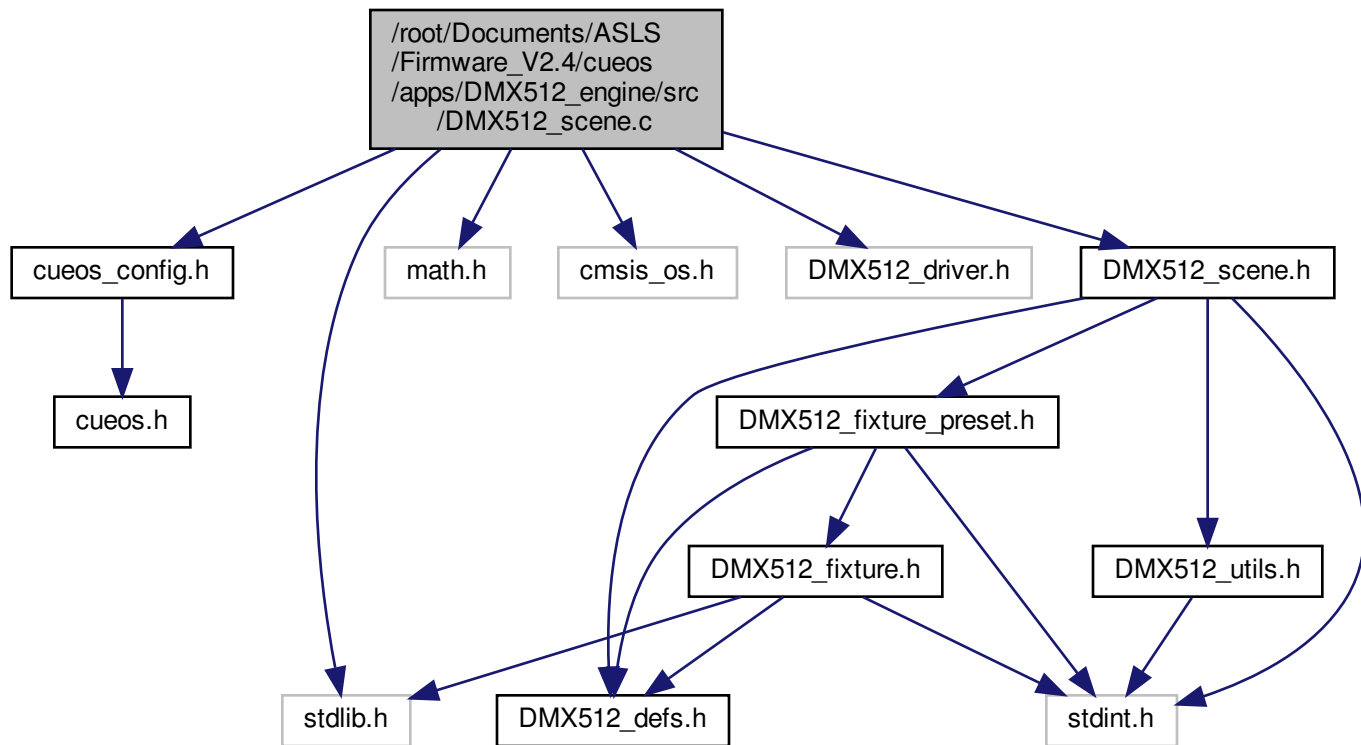 /root/Documents/ASLS
/Firmware_V2.4/cueos
/apps/DMX512_engine/src
/DMX512_scene.c
cueos_config.h
math.h
cmsis_os.h
DMX512_driver.h
DMX512_scene.h
cueos.h
DMX512_fixture_preset.h
DMX512_fixture.h
DMX512_utils.h
stdlib.h
DMX512_defs.h
stdint.h